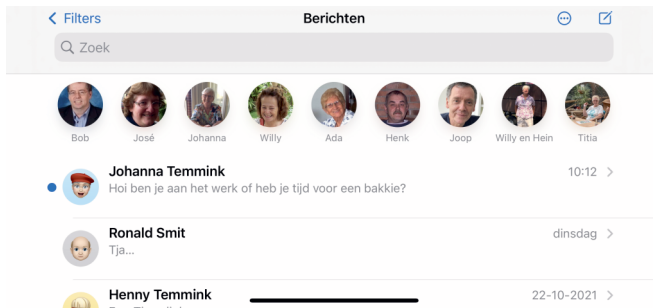 Filters Berichten
Zoek
Bob José Johanna Willy Ada Henk Joop Willy en Hein Titia
Johanna Temmink 10:12
Hoi ben je aan het werk of heb je tijd voor een bakkie?
Ronald Smit dinsdag
Tja...
Henny Temmink 22-10-2021